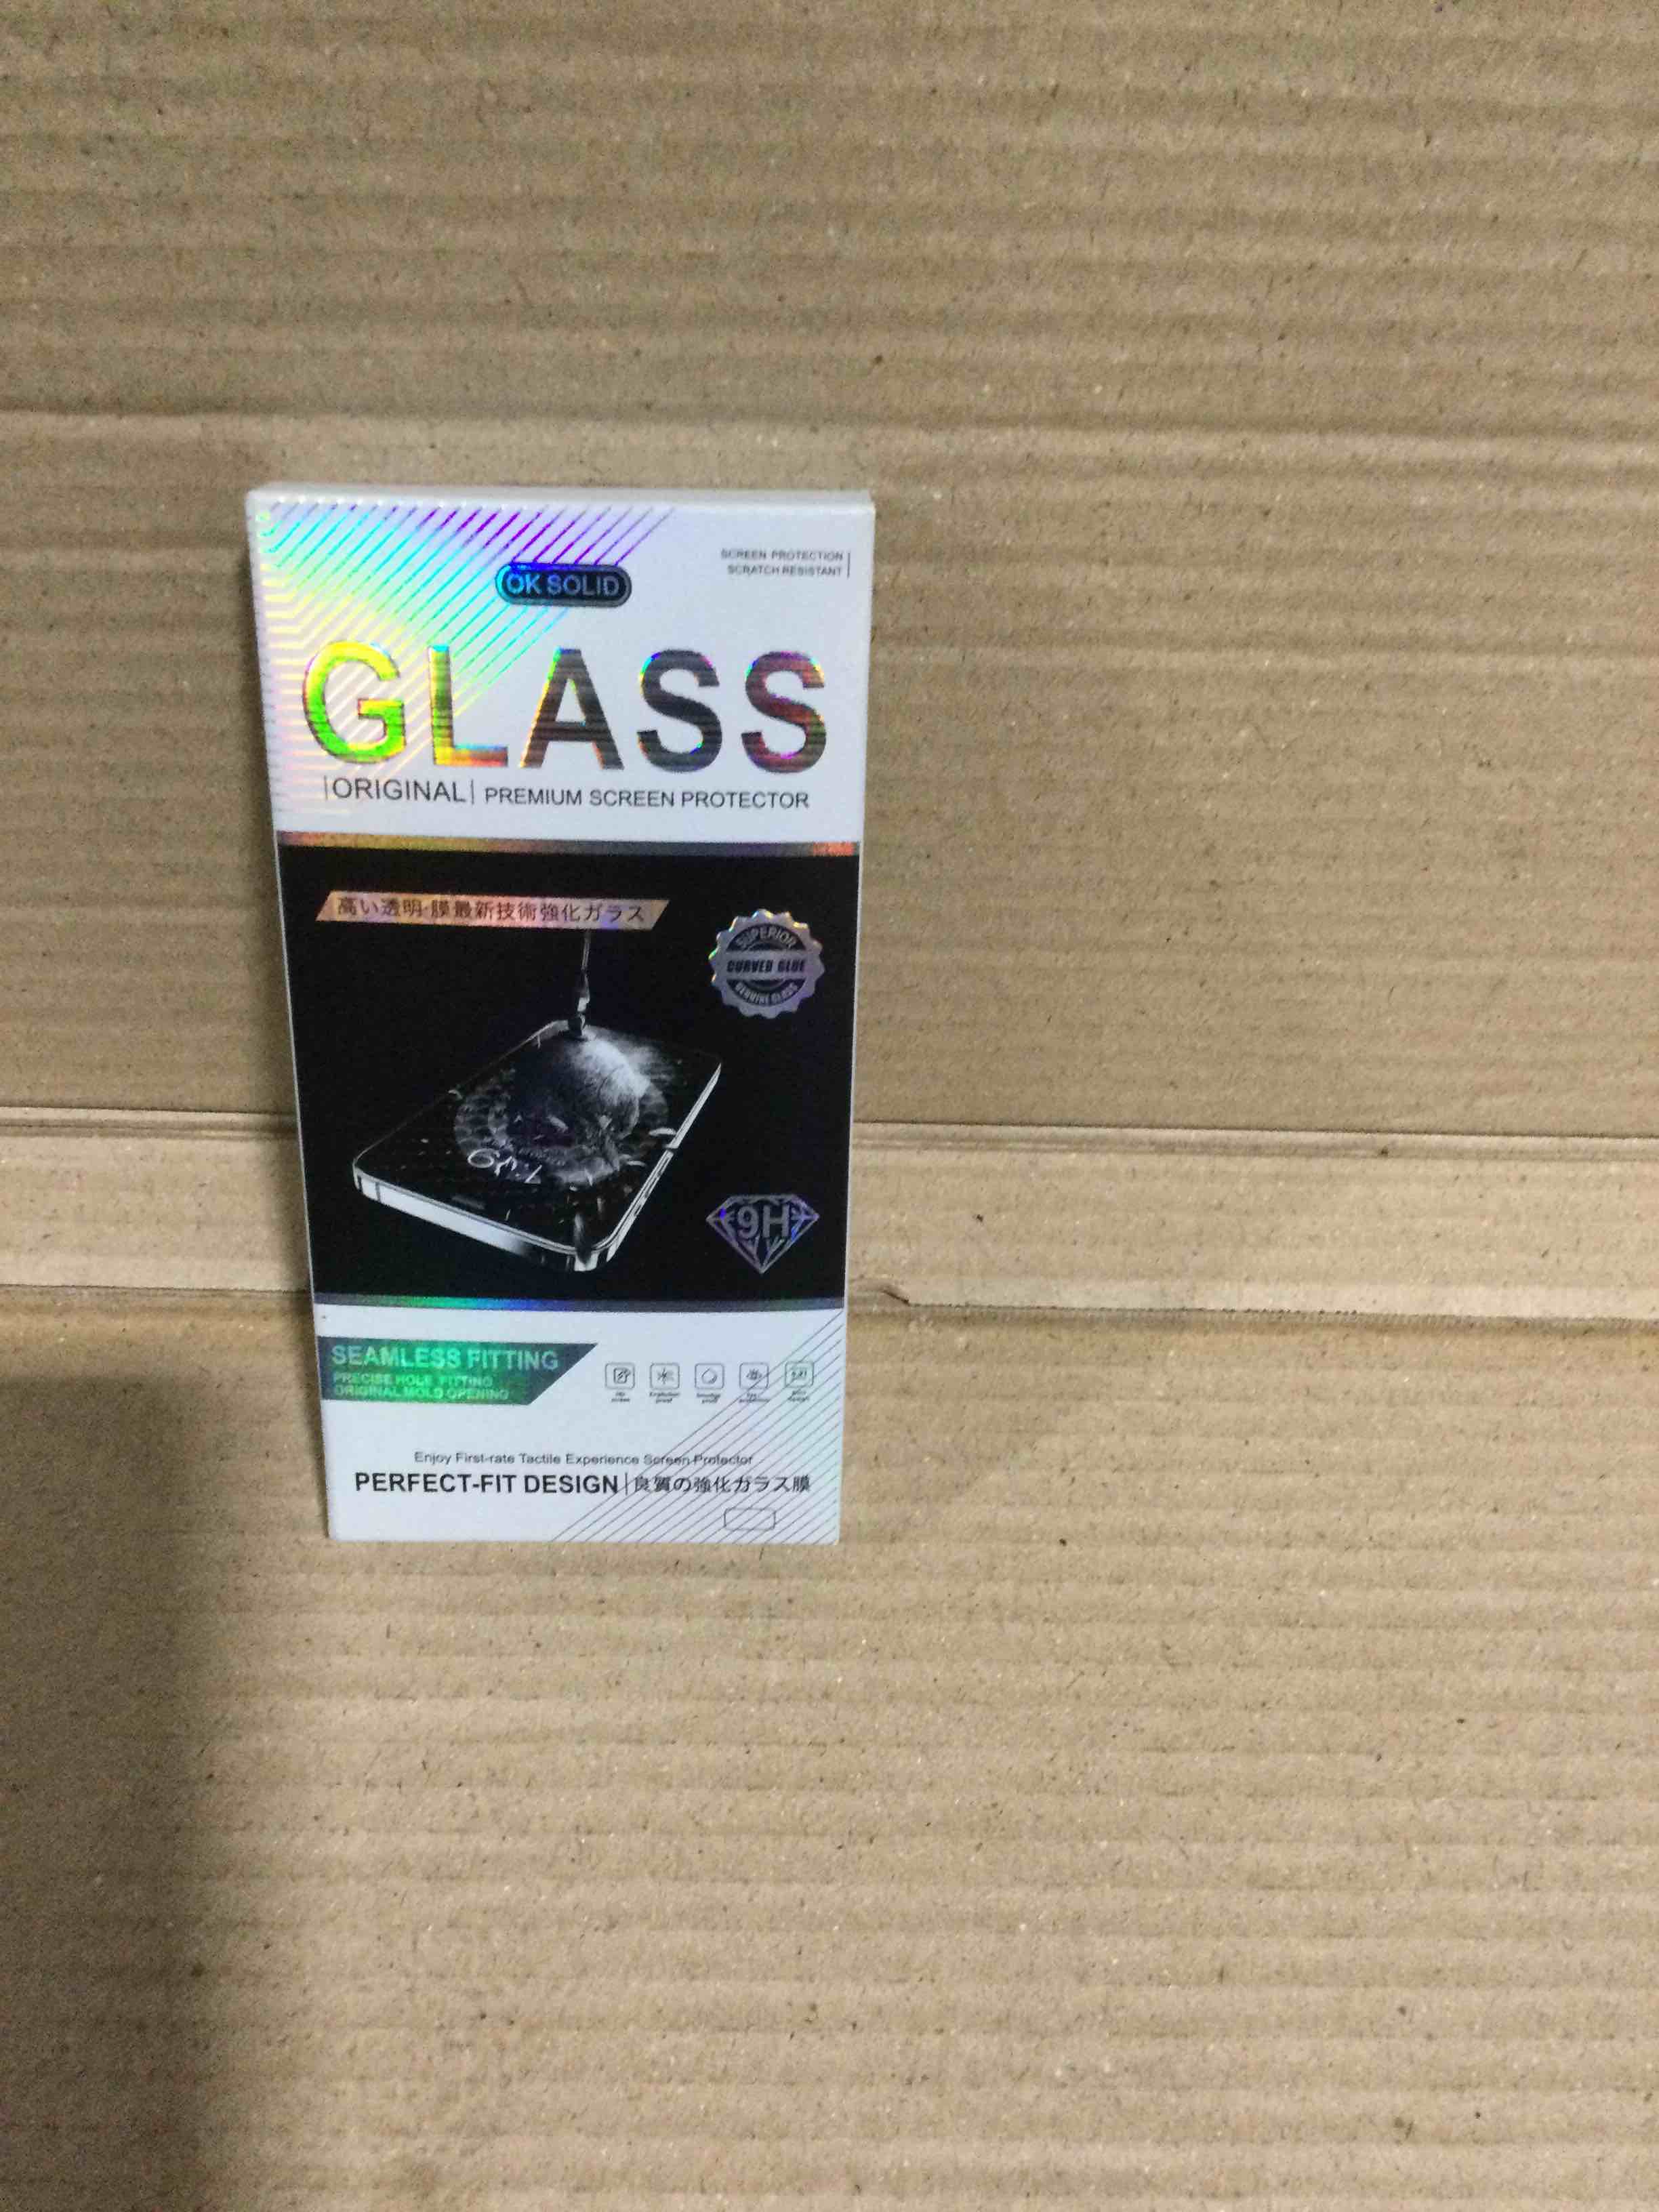 SCREEN PROTECTION
SCRATCH RESISTANT
OK SOLID
GLASS
ORIGINAL PREMIUM SCREEN PROTECTOR
高い透明·膜最新技術強化ガラス
SUPERIOR
CURVED GLUE
GENUINE GLASS
9H
SEAMLESS FITTING
PRECISE HOLE FITTING
ORIGINAL MOLD OPENING
Enjoy First-rate Tactile Experience Screen Protector
PERFECT-FIT DESIGN 良質の強化ガラス膜